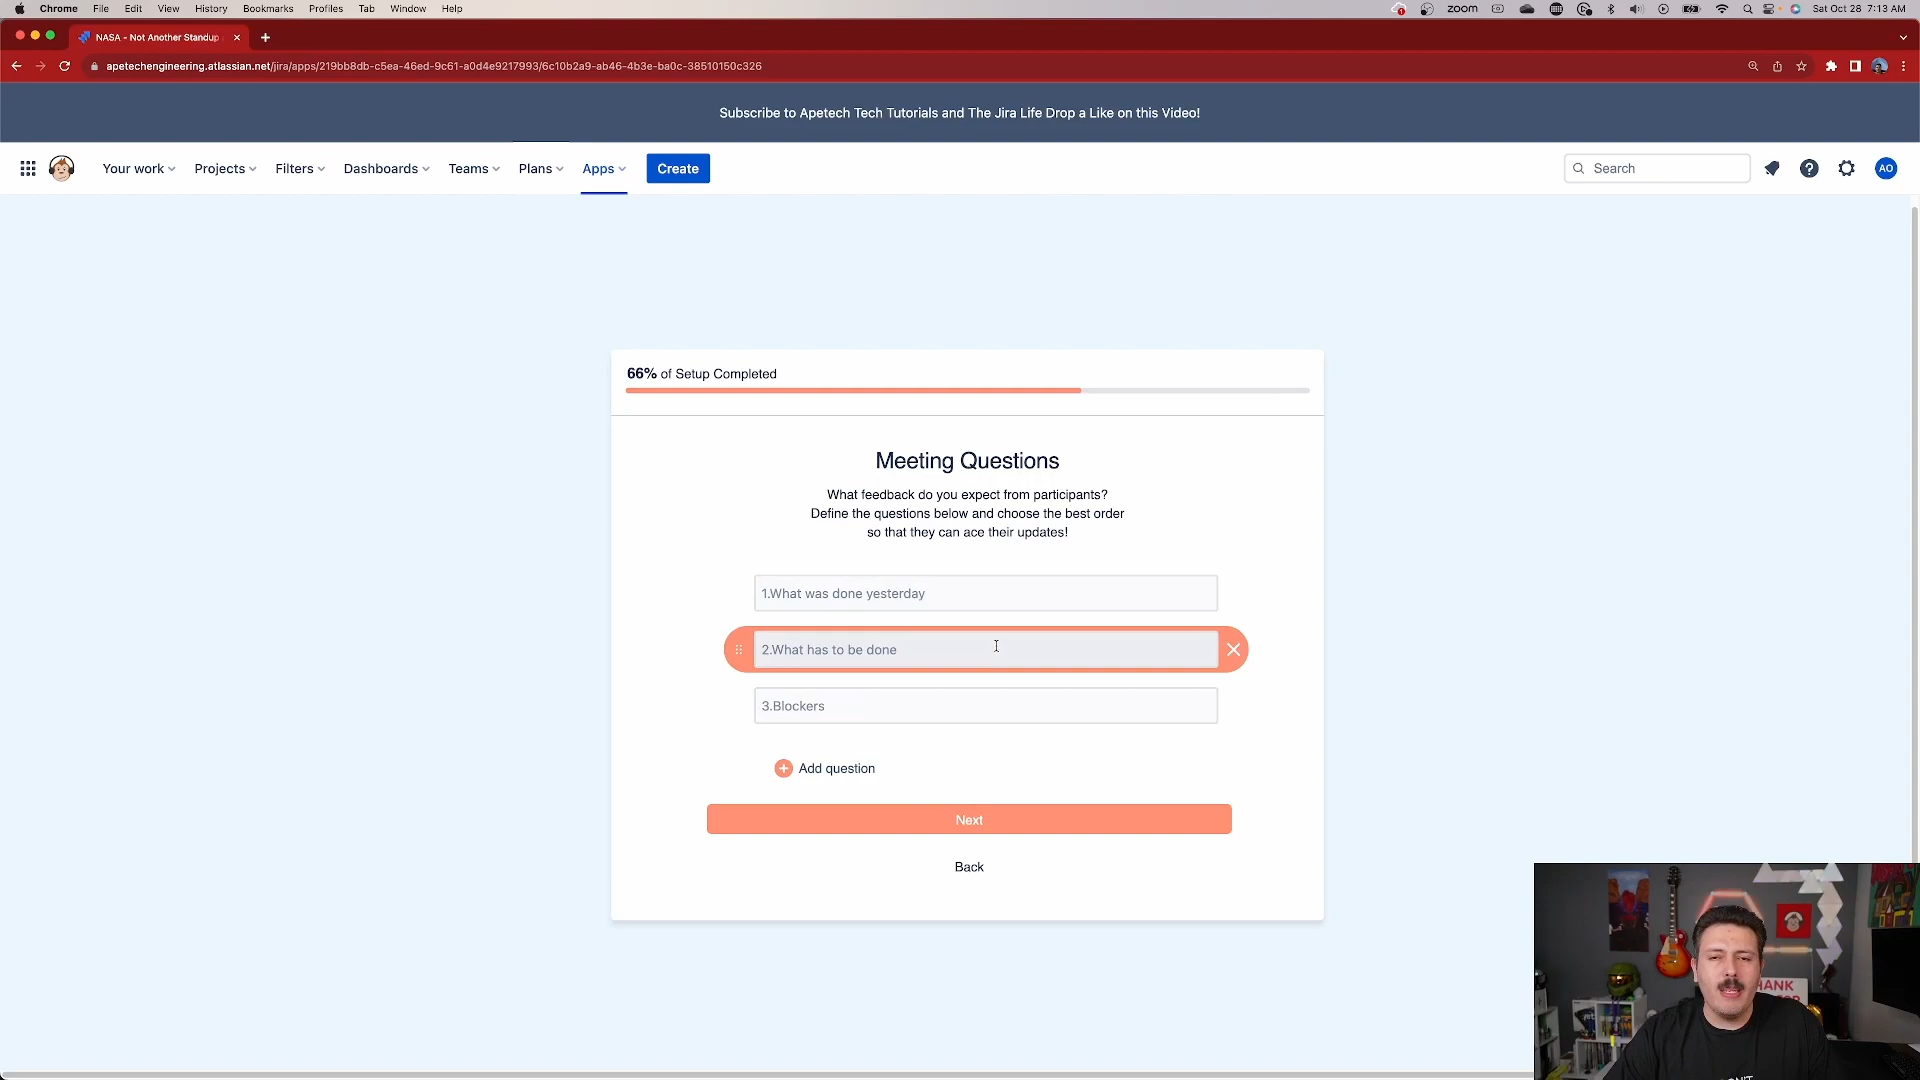 Chrome File Edit View History Bookmarks Profiles Tab Window Help
zoom Sat Oct 28 7:13 AM
NASA - Not Another Standup
apetechengineering.atlassian.net/jira/apps/219bb8db-c5ea-46ed-9c61-a0d4e9217993/6c10b2a9-ab46-4b3e-ba0c-38510150c326
Subscribe to Apetech Tech Tutorials and The Jira Life Drop a Like on this Video!
Your work Projects Filters Dashboards Teams Plans Apps Create Search AO
66% of Setup Completed
Meeting Questions
What feedback do you expect from participants?
Define the questions below and choose the best order
so that they can ace their updates!
1.What was done yesterday
2.What has to be done
3.Blockers
Add question
Next
Back